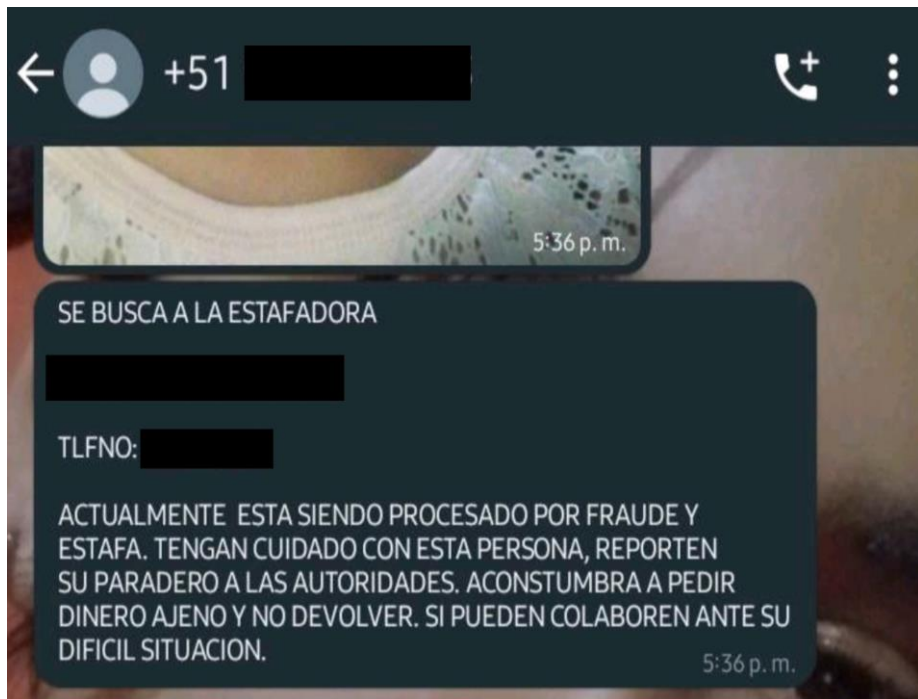 +51
5:36 p. m.
SE BUSCA A LA ESTAFADORA
TLFNO:
ACTUALMENTE ESTA SIENDO PROCESADO POR FRAUDE Y
ESTAFA. TENGAN CUIDADO CON ESTA PERSONA, REPORTEN
SU PARADERO A LAS AUTORIDADES. ACONSTUMBRA A PEDIR
DINERO AJENO Y NO DEVOLVER. SI PUEDEN COLABOREN ANTE SU
DIFICIL SITUACION.
5:36 p. m.